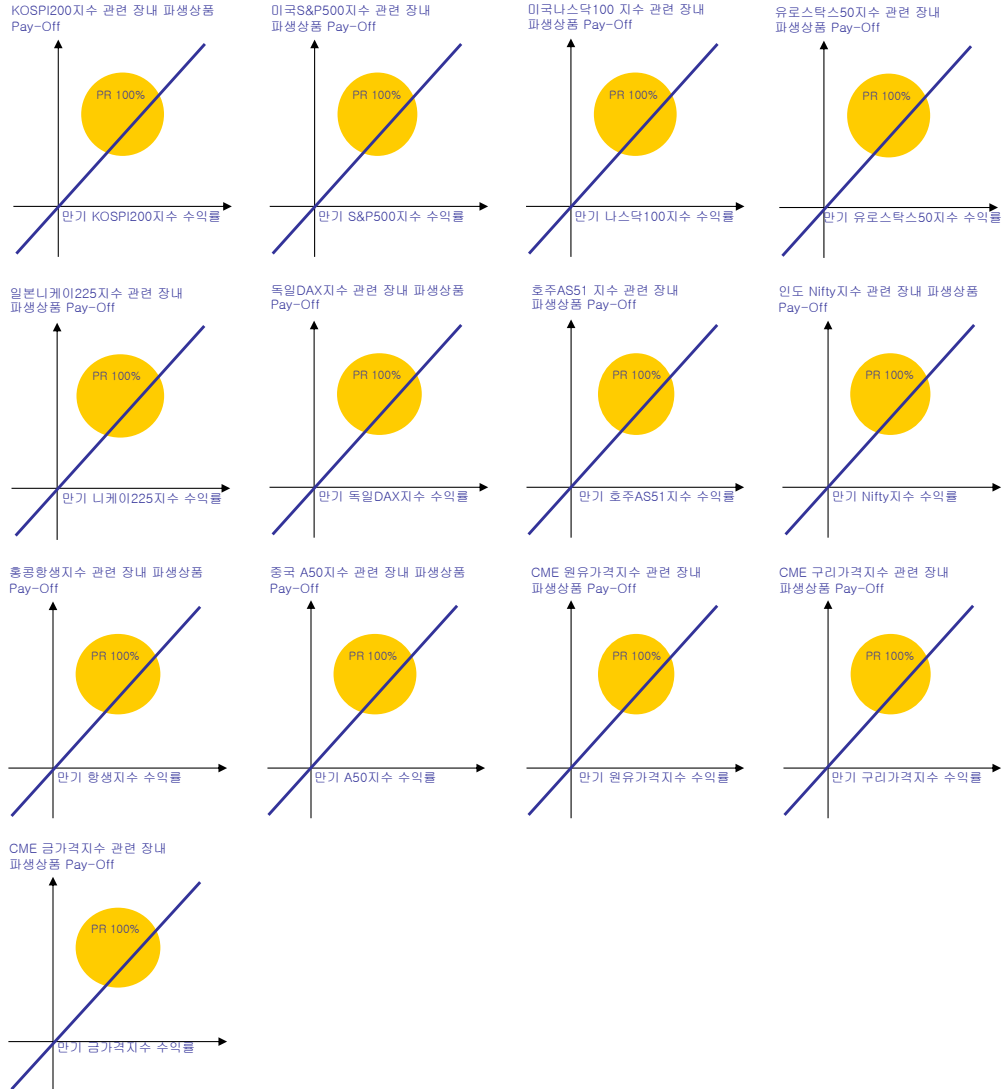 KOSPI200지수 관련 장내 파생상품
Pay-Off
PR 100%
만기 KOSPI200지수 수익률
미국S&P500지수 관련 장내
파생상품 Pay-Off
PR 100%
만기 S&P500지수 수익률
미국나스닥100 지수 관련 장내
파생상품 Pay-Off
PR 100%
만기 나스닥100지수 수익률
유로스탁스50지수 관련 장내
파생상품 Pay-Off
PR 100%
만기 유로스탁스50지수 수익률
일본니케이225지수 관련 장내
파생상품 Pay-Off
PR 100%
만기 니케이225지수 수익률
독일DAX지수 관련 장내 파생상품
Pay-Off
PR 100%
만기 독일DAX지수 수익률
호주AS51 지수 관련 장내
파생상품 Pay-Off
PR 100%
만기 호주AS51지수 수익률
인도 Nifty지수 관련 장내 파생상품
Pay-Off
PR 100%
만기 Nifty지수 수익률
홍콩항생지수 관련 장내 파생상품
Pay-Off
PR 100%
만기 항생지수 수익률
중국 A50지수 관련 장내 파생상품
Pay-Off
PR 100%
만기 A50지수 수익률
CME 원유가격지수 관련 장내
파생상품 Pay-Off
PR 100%
만기 원유가격지수 수익률
CME 구리가격지수 관련 장내
파생상품 Pay-Off
PR 100%
만기 구리가격지수 수익률
CME 금가격지수 관련 장내
파생상품 Pay-Off
PR 100%
만기 금가격지수 수익률